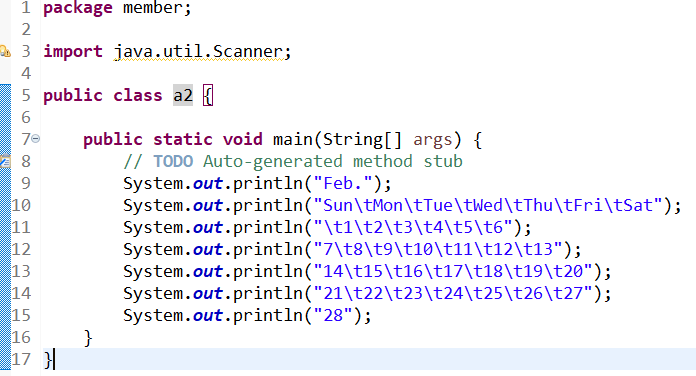 1 package member;
2
3 import java.util.Scanner;
4
5 public class a2 {
6
7 public static void main(String[] args) {
8 // TODO Auto-generated method stub
9 System.out.println("Feb.");
10 System.out.println("Sun\tMon\tTue\tWed\tThu\tFri\tSat");
11 System.out.println("\t1\t2\t3\t4\t5\t6");
12 System.out.println("7\t8\t9\t10\t11\t12\t13");
13 System.out.println("14\t15\t16\t17\t18\t19\t20");
14 System.out.println("21\t22\t23\t24\t25\t26\t27");
15 System.out.println("28");
16 }
17 }